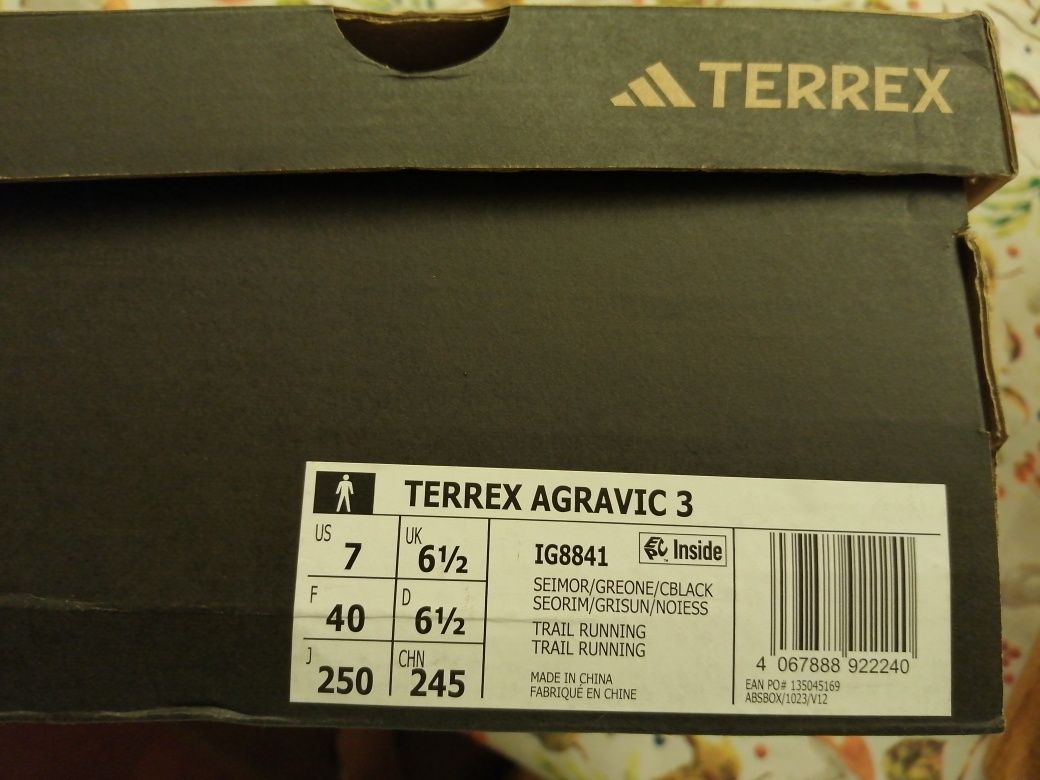 TERREX
TERREX AGRAVIC 3
US 7
UK 6½
F 40
D 6½
J 250
CHN 245
IG8841
EPC Inside
SEIMOR/GREONE/CBLACK
SEORIM/GRISUN/NOIESS
TRAIL RUNNING
TRAIL RUNNING
MADE IN CHINA
FABRIQUÉ EN CHINE
4 067888 922240
EAN PO# 135045169
ABSBOX/1023/V12